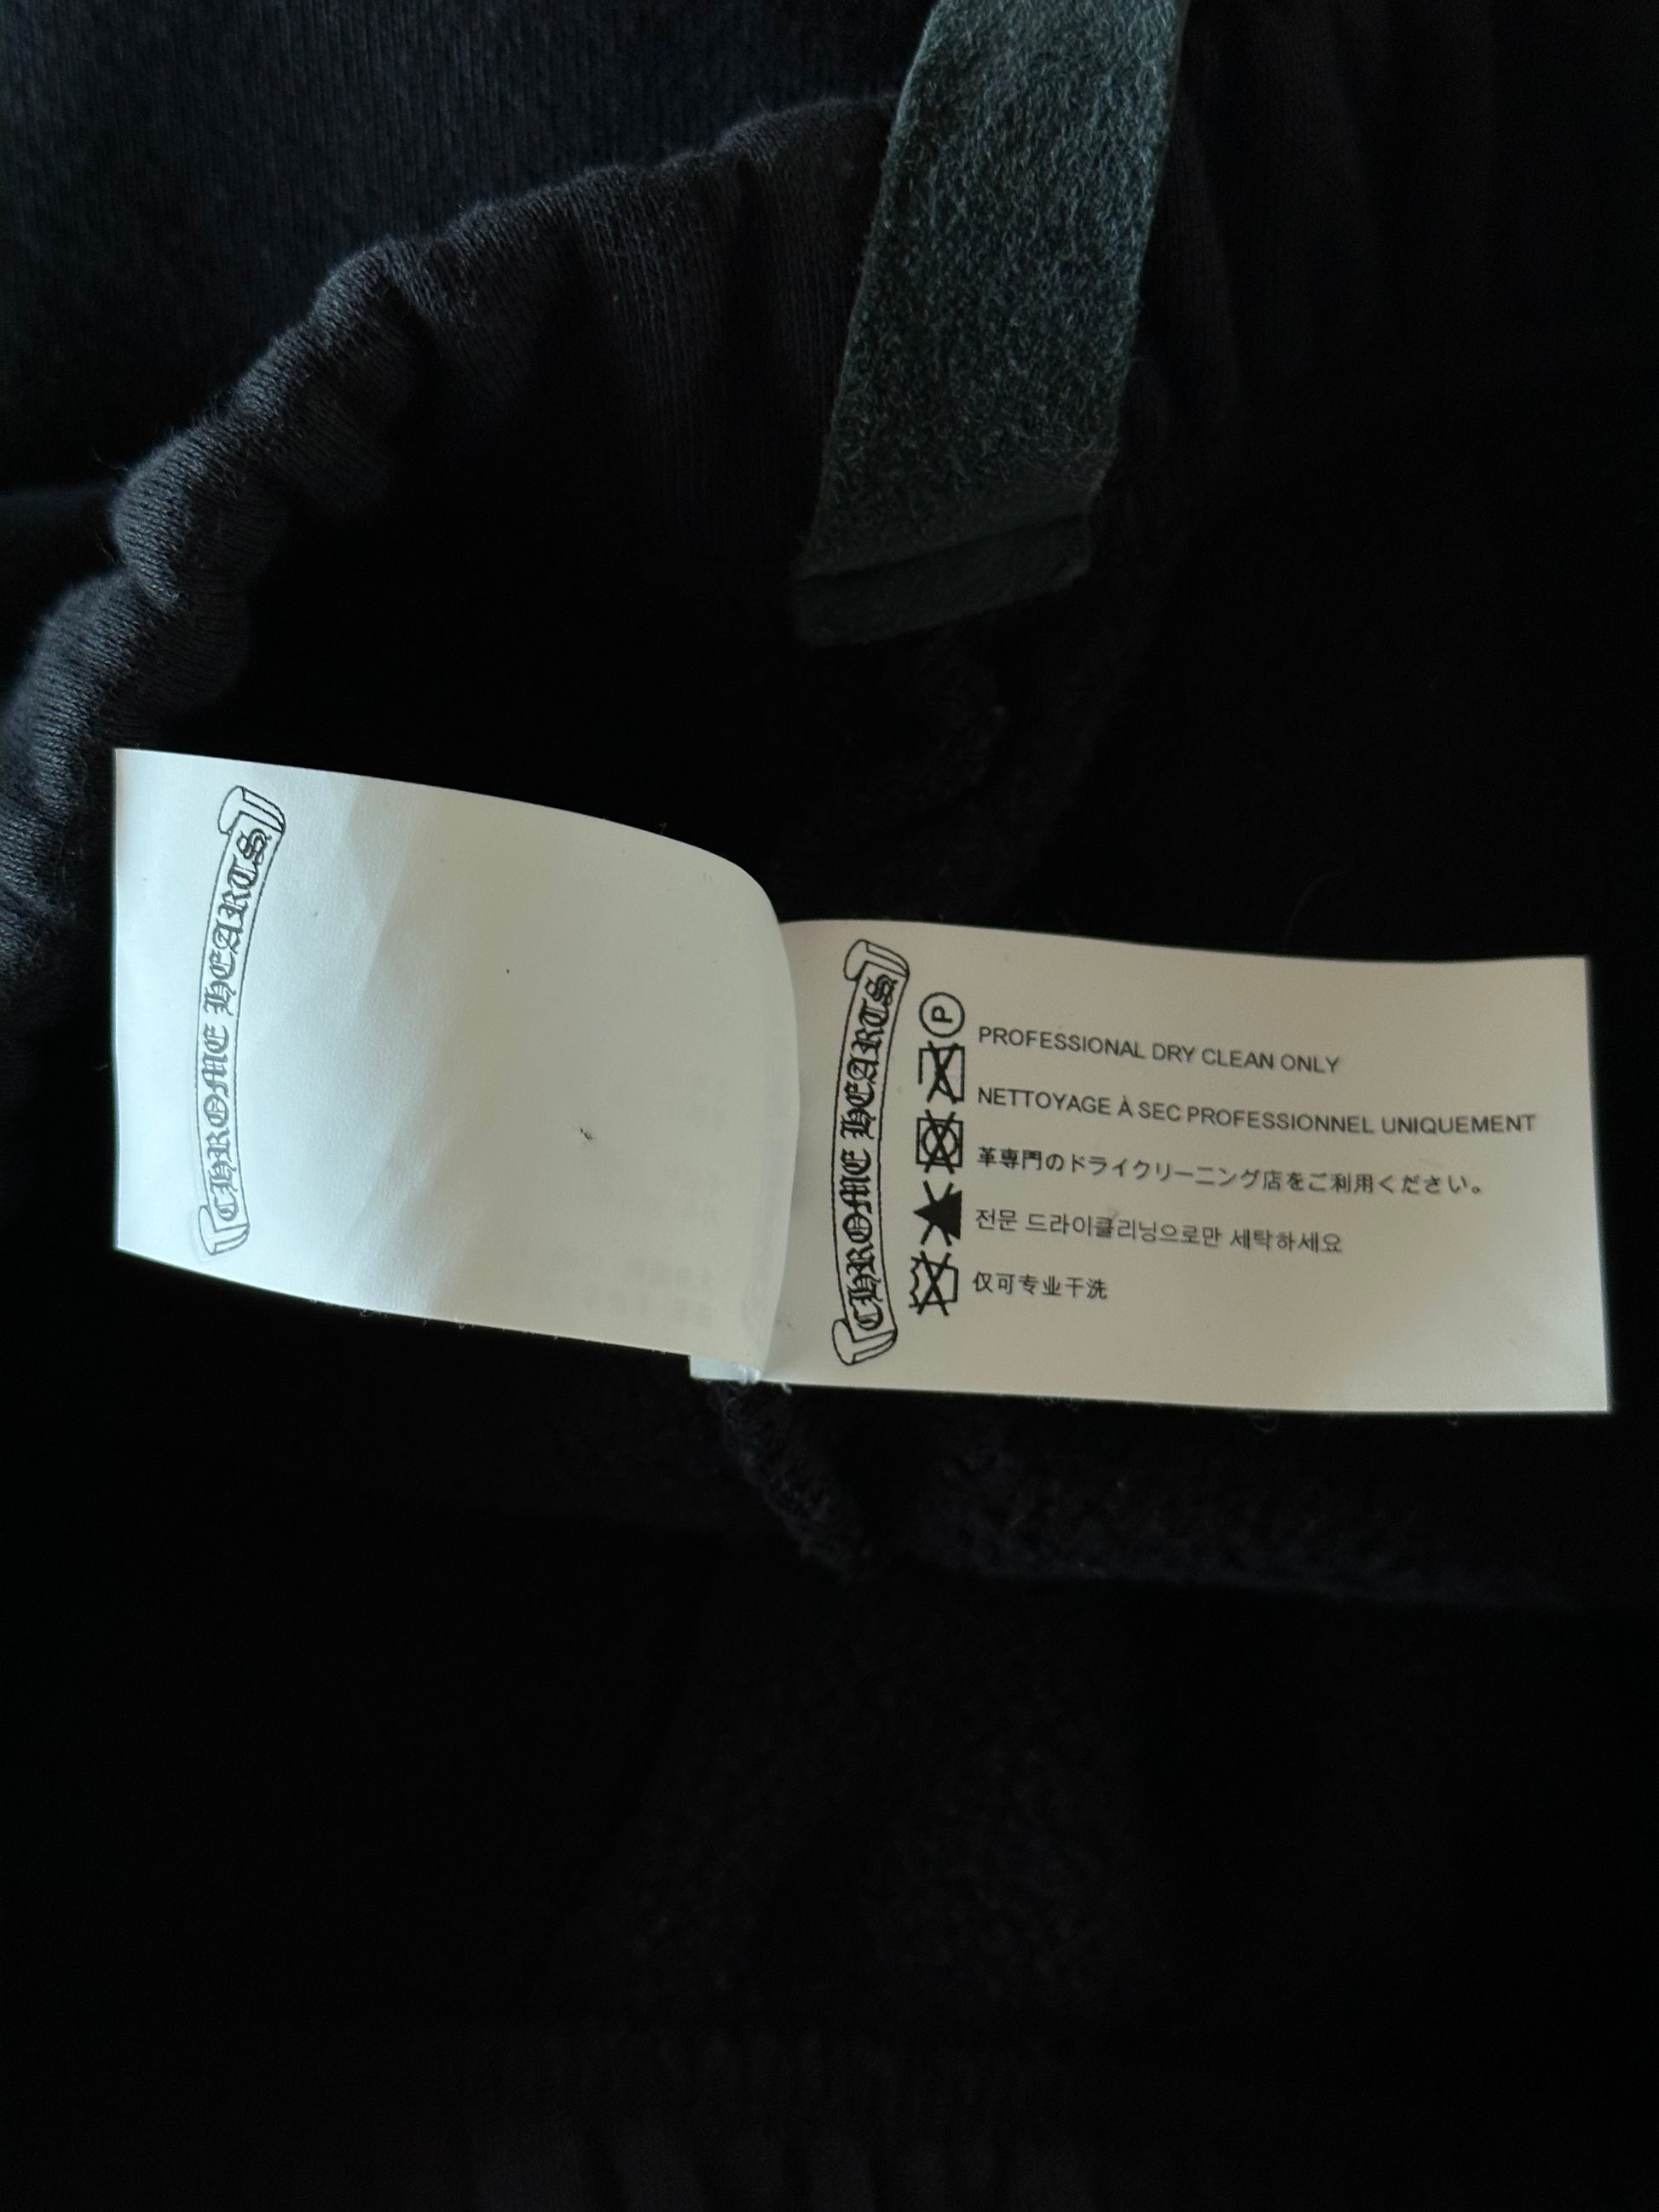 CHROME HEARTS
CHROME HEARTS
P
PROFESSIONAL DRY CLEAN ONLY
NETTOYAGE À SEC PROFESSIONNEL UNIQUEMENT
革専門のドライクリーニング店をご利用ください。
전문 드라이클리닝으로만 세탁하세요
仅可专业干洗